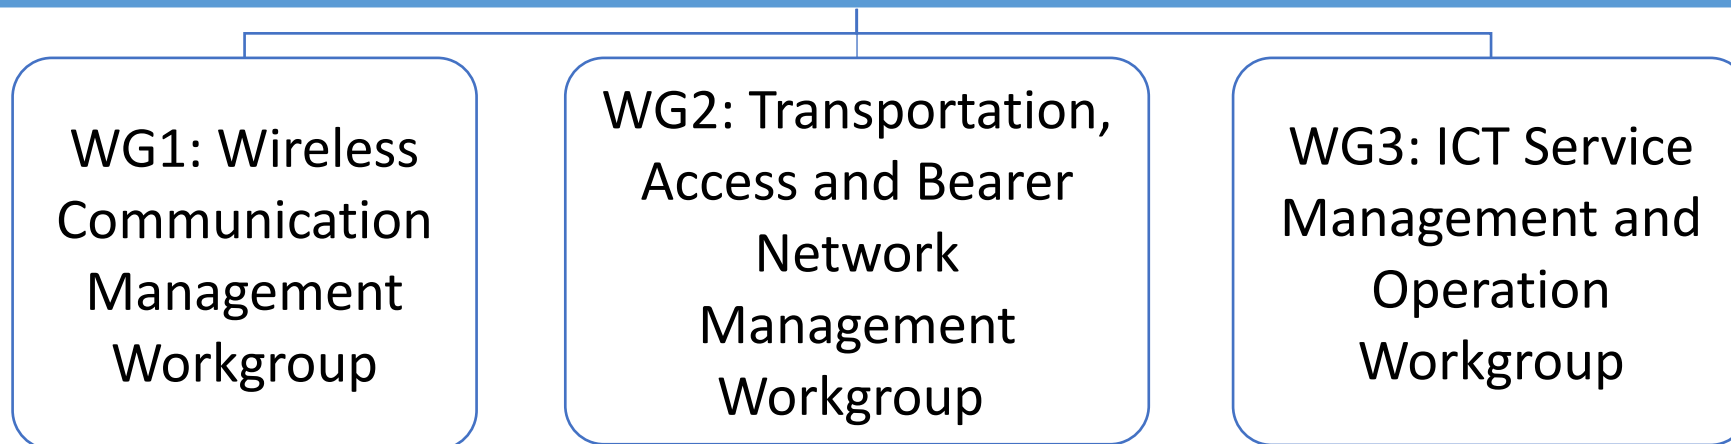 WG1: Wireless
Communication
Management
Workgroup
WG2: Transportation,
Access and Bearer
Network
Management
Workgroup
WG3: ICT Service
Management and
Operation
Workgroup